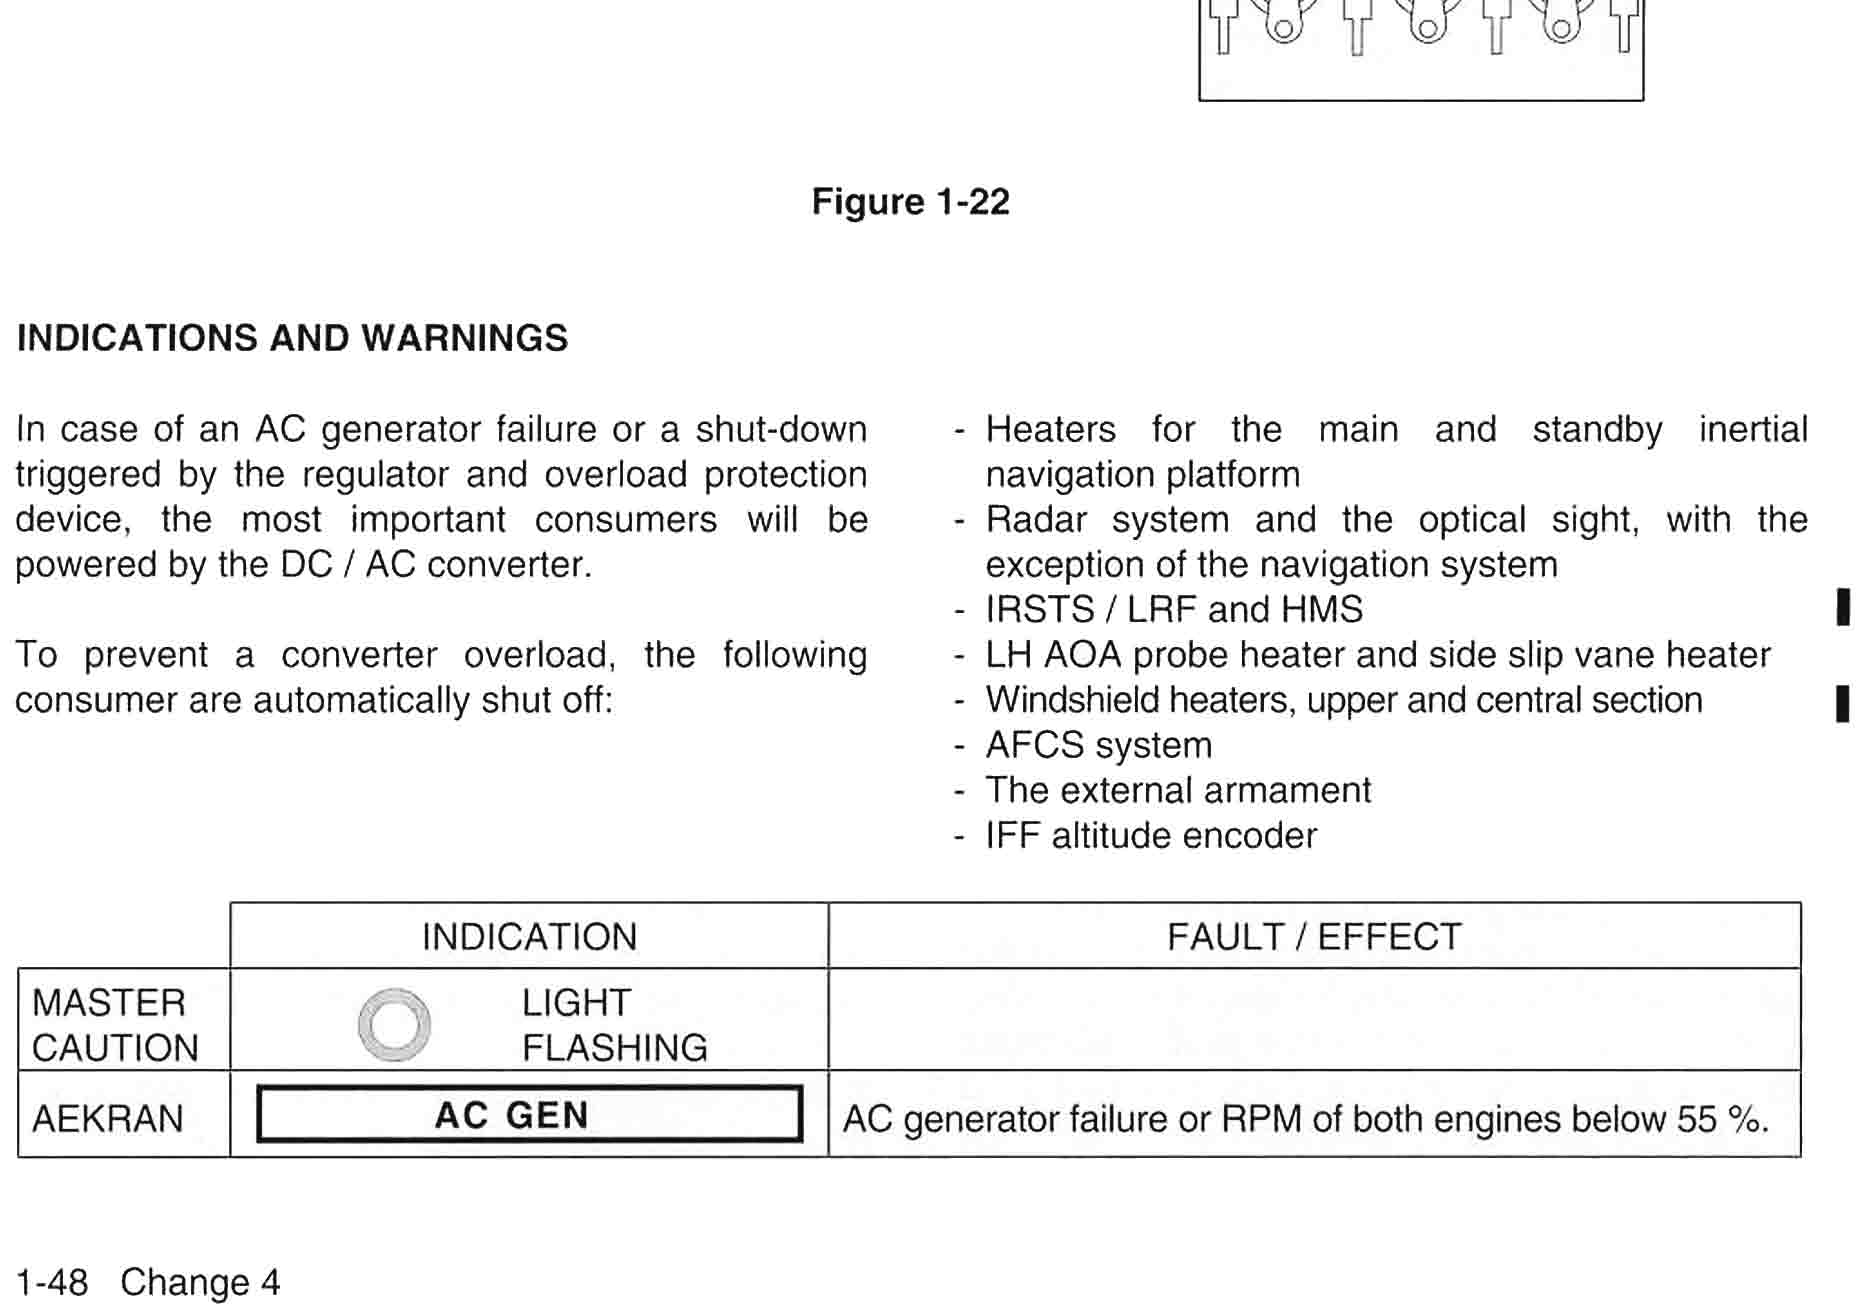 Figure 1-22
INDICATIONS AND WARNINGS
In case of an AC generator failure or a shut-down
triggered by the regulator and overload protection
device, the most important consumers will be
powered by the DC / AC converter.
To prevent a converter overload, the following
consumer are automatically shut off:
- Heaters for the main and standby inertial
navigation platform
- Radar system and the optical sight, with the
exception of the navigation system
- IRSTS / LRF and HMS
- LH AOA probe heater and side slip vane heater
- Windshield heaters, upper and central section
- AFCS system
- The external armament
- IFF altitude encoder
INDICATION
FAULT / EFFECT
MASTER
CAUTION
LIGHT
FLASHING
AEKRAN
AC GEN
AC generator failure or RPM of both engines below 55 %.
1-48 Change 4